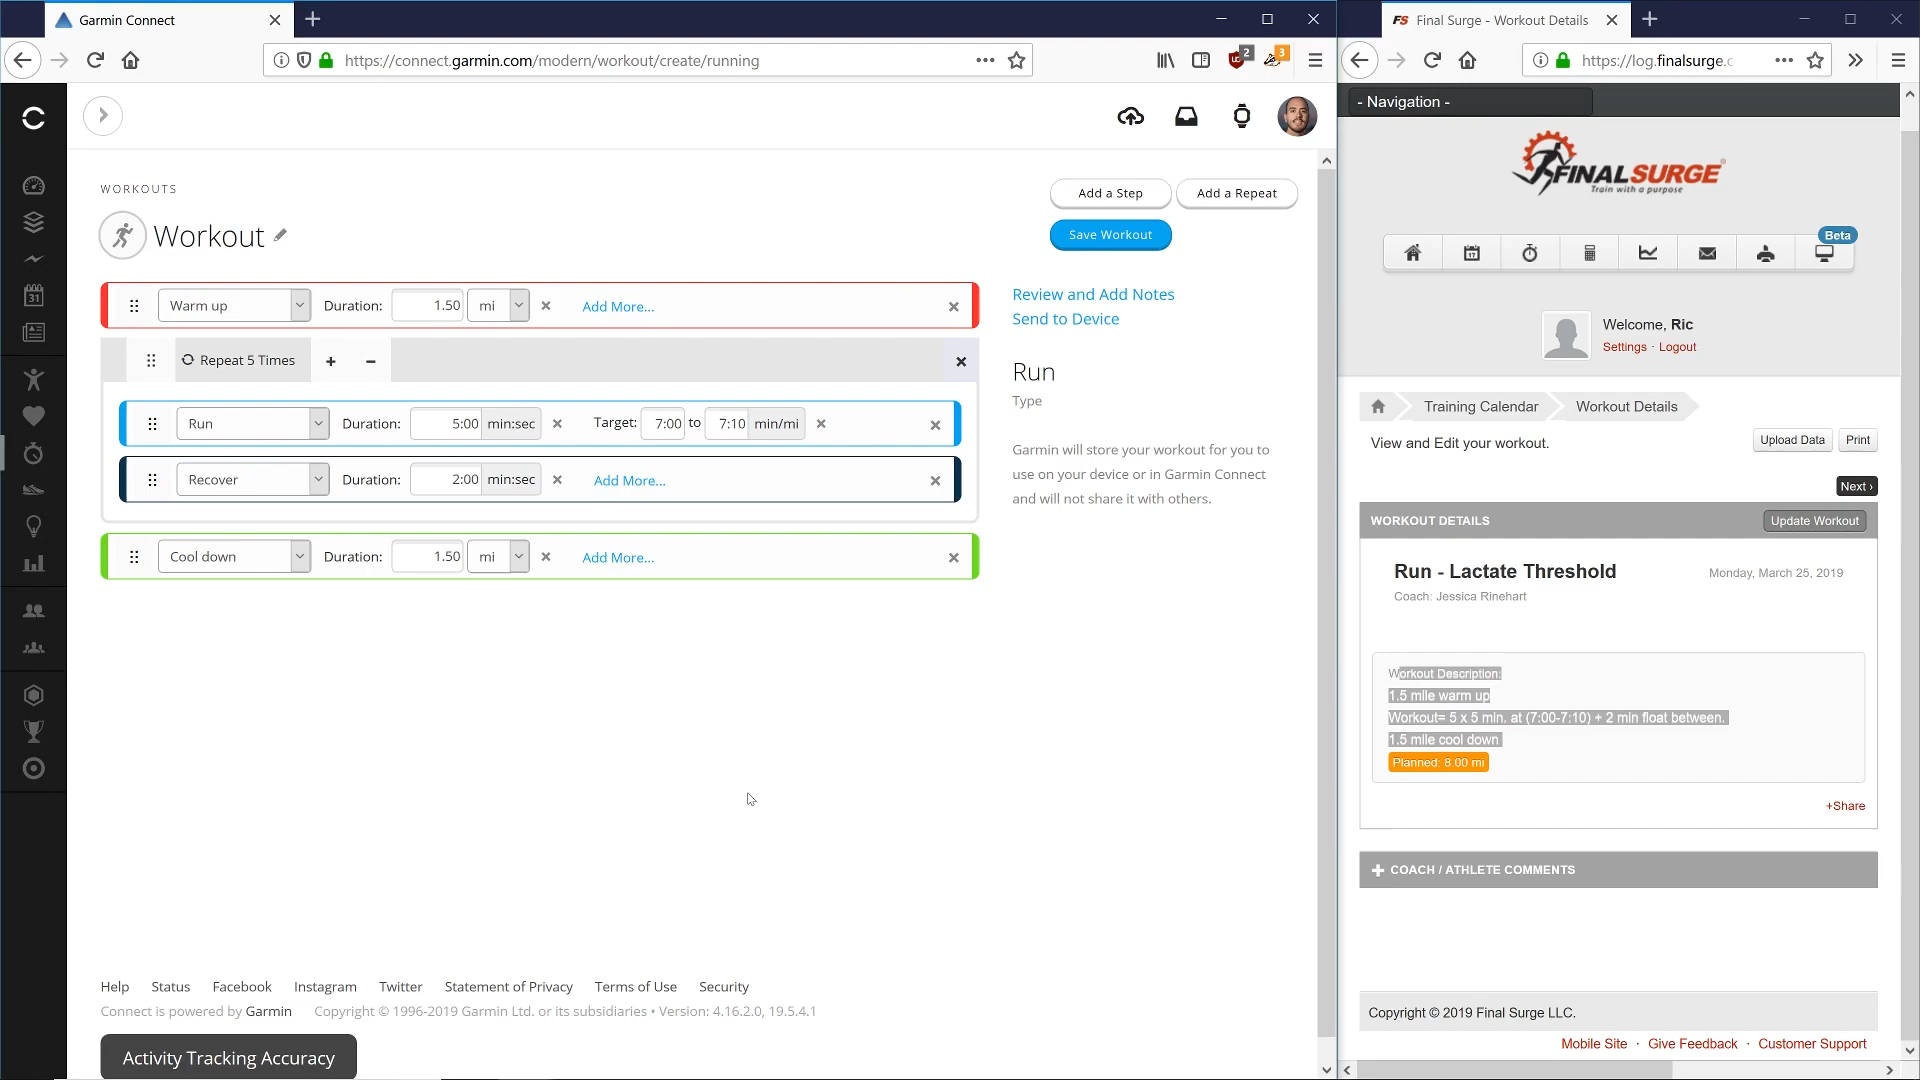 Garmin Connect
https://connect.garmin.com/modern/workout/create/running
2
3
WORKOUTS
Workout
Add a Step
Add a Repeat
Save Workout
Warm up Duration: 1.50 mi Add More...
Repeat 5 Times + −
Run Duration: 5:00 min:sec Target: 7:00 to 7:10 min/mi
Recover Duration: 2:00 min:sec Add More...
Cool down Duration: 1.50 mi Add More...
Review and Add Notes
Send to Device
Run
Type
Garmin will store your workout for you to
use on your device or in Garmin Connect
and will not share it with others.
31
Help Status Facebook Instagram Twitter Statement of Privacy Terms of Use Security
Connect is powered by Garmin Copyright © 1996-2019 Garmin Ltd. or its subsidiaries • Version: 4.16.2.0, 19.5.4.1
Activity Tracking Accuracy
FS Final Surge - Workout Details
https://log.finalsurge.c
- Navigation -
FINALSURGE®
Train with a purpose
Beta
17
Welcome, Ric
Settings · Logout
Training Calendar
Workout Details
View and Edit your workout.
Upload Data
Print
Next ›
WORKOUT DETAILS
Update Workout
Run - Lactate Threshold
Monday, March 25, 2019
Coach: Jessica Rinehart
Workout Description:
1.5 mile warm up
Workout= 5 x 5 min. at (7:00-7:10) + 2 min float between.
1.5 mile cool down
Planned: 8.00 mi
+Share
COACH / ATHLETE COMMENTS
Copyright © 2019 Final Surge LLC.
Mobile Site · Give Feedback · Customer Support